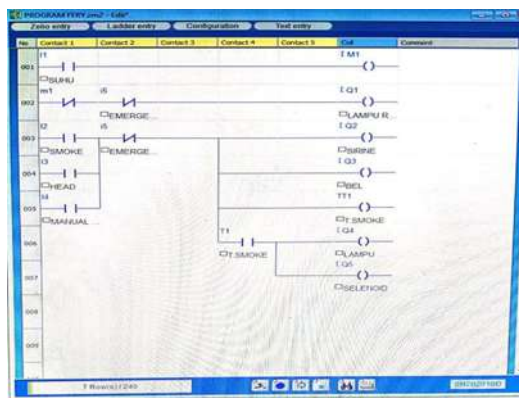 PROGRAM FERY.zm2 - Edit*
Zelio entry Ladder entry Configuration Text entry
No Contact 1 Contact 2 Contact 3 Contact 4 Contact 5 Coil Comment
I1 [ M1
001
SUHU
m1 i5 [ Q1
002
EMERGE... LAMPU R...
I2 i5 [ Q2
003
SMOKE EMERGE... SIRINE
I3 [ Q3
004
HEAD BEL
I4 TT1
005
MANUAL ... T.SMOKE
T1 [ Q4
006
T.SMOKE LAMPU
[ Q5
007
SELENOID
008
009